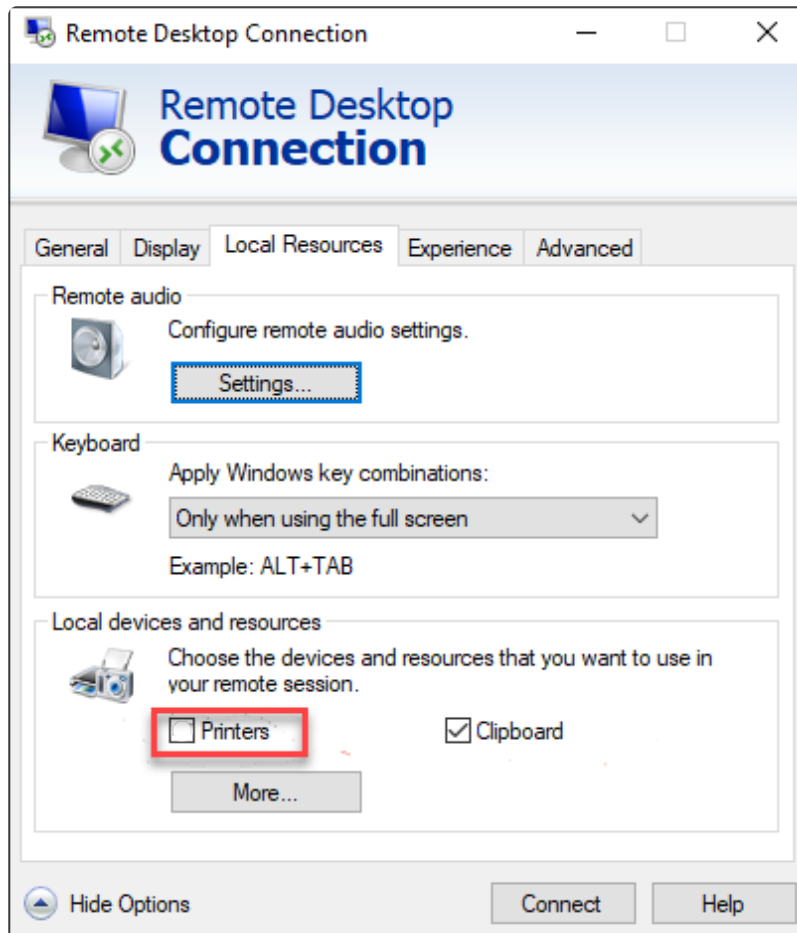 Remote Desktop Connection
Remote Desktop
Connection
General Display Local Resources Experience Advanced
Remote audio
Configure remote audio settings.
Settings...
Keyboard
Apply Windows key combinations:
Only when using the full screen
Example: ALT+TAB
Local devices and resources
Choose the devices and resources that you want to use in
your remote session.
Printers Clipboard
More...
Hide Options Connect Help